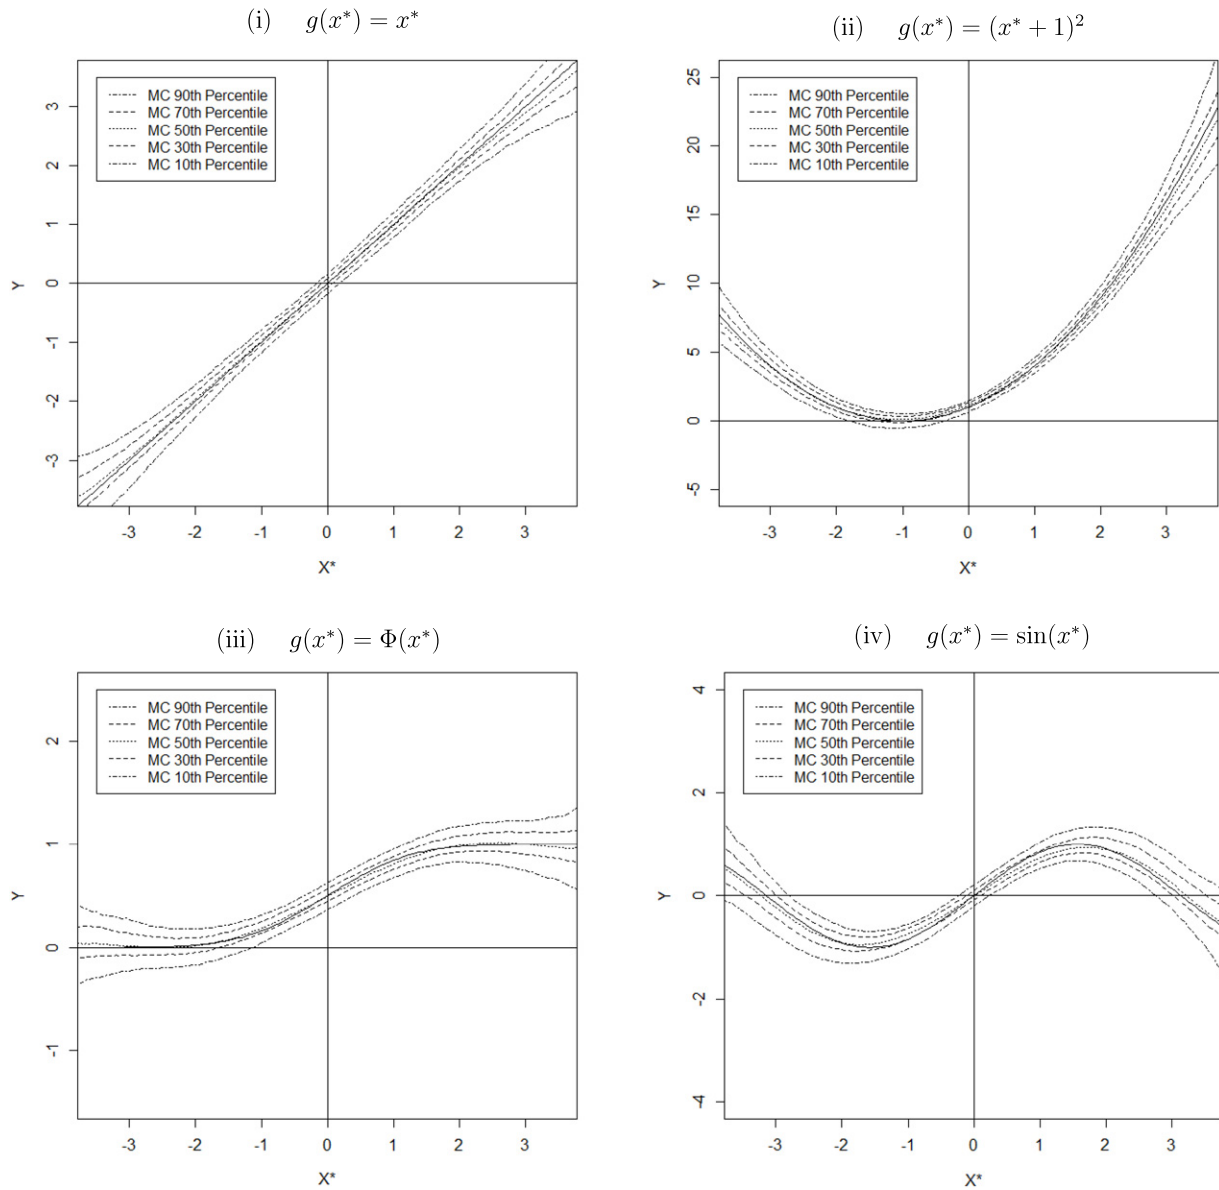 (i) g(x*) = x*
MC 90th Percentile
MC 70th Percentile
MC 50th Percentile
MC 30th Percentile
MC 10th Percentile
3
2
1
0
-1
-2
-3
Y
-3 -2 -1 0 1 2 3
X*
(ii) g(x*) = (x* + 1)²
MC 90th Percentile
MC 70th Percentile
MC 50th Percentile
MC 30th Percentile
MC 10th Percentile
25
20
15
10
5
0
-5
Y
-3 -2 -1 0 1 2 3
X*
(iii) g(x*) = Φ(x*)
MC 90th Percentile
MC 70th Percentile
MC 50th Percentile
MC 30th Percentile
MC 10th Percentile
2
1
0
-1
Y
-3 -2 -1 0 1 2 3
X*
(iv) g(x*) = sin(x*)
MC 90th Percentile
MC 70th Percentile
MC 50th Percentile
MC 30th Percentile
MC 10th Percentile
4
2
0
-2
-4
Y
-3 -2 -1 0 1 2 3
X*